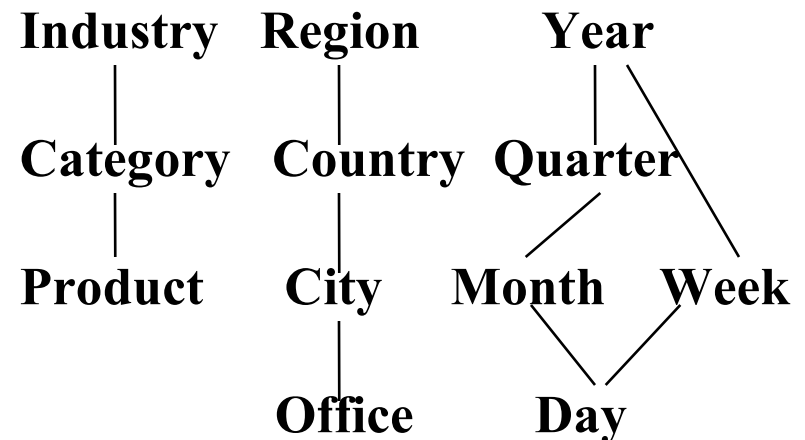 Industry Region Year
Category Country Quarter
Product City Month Week
Office Day